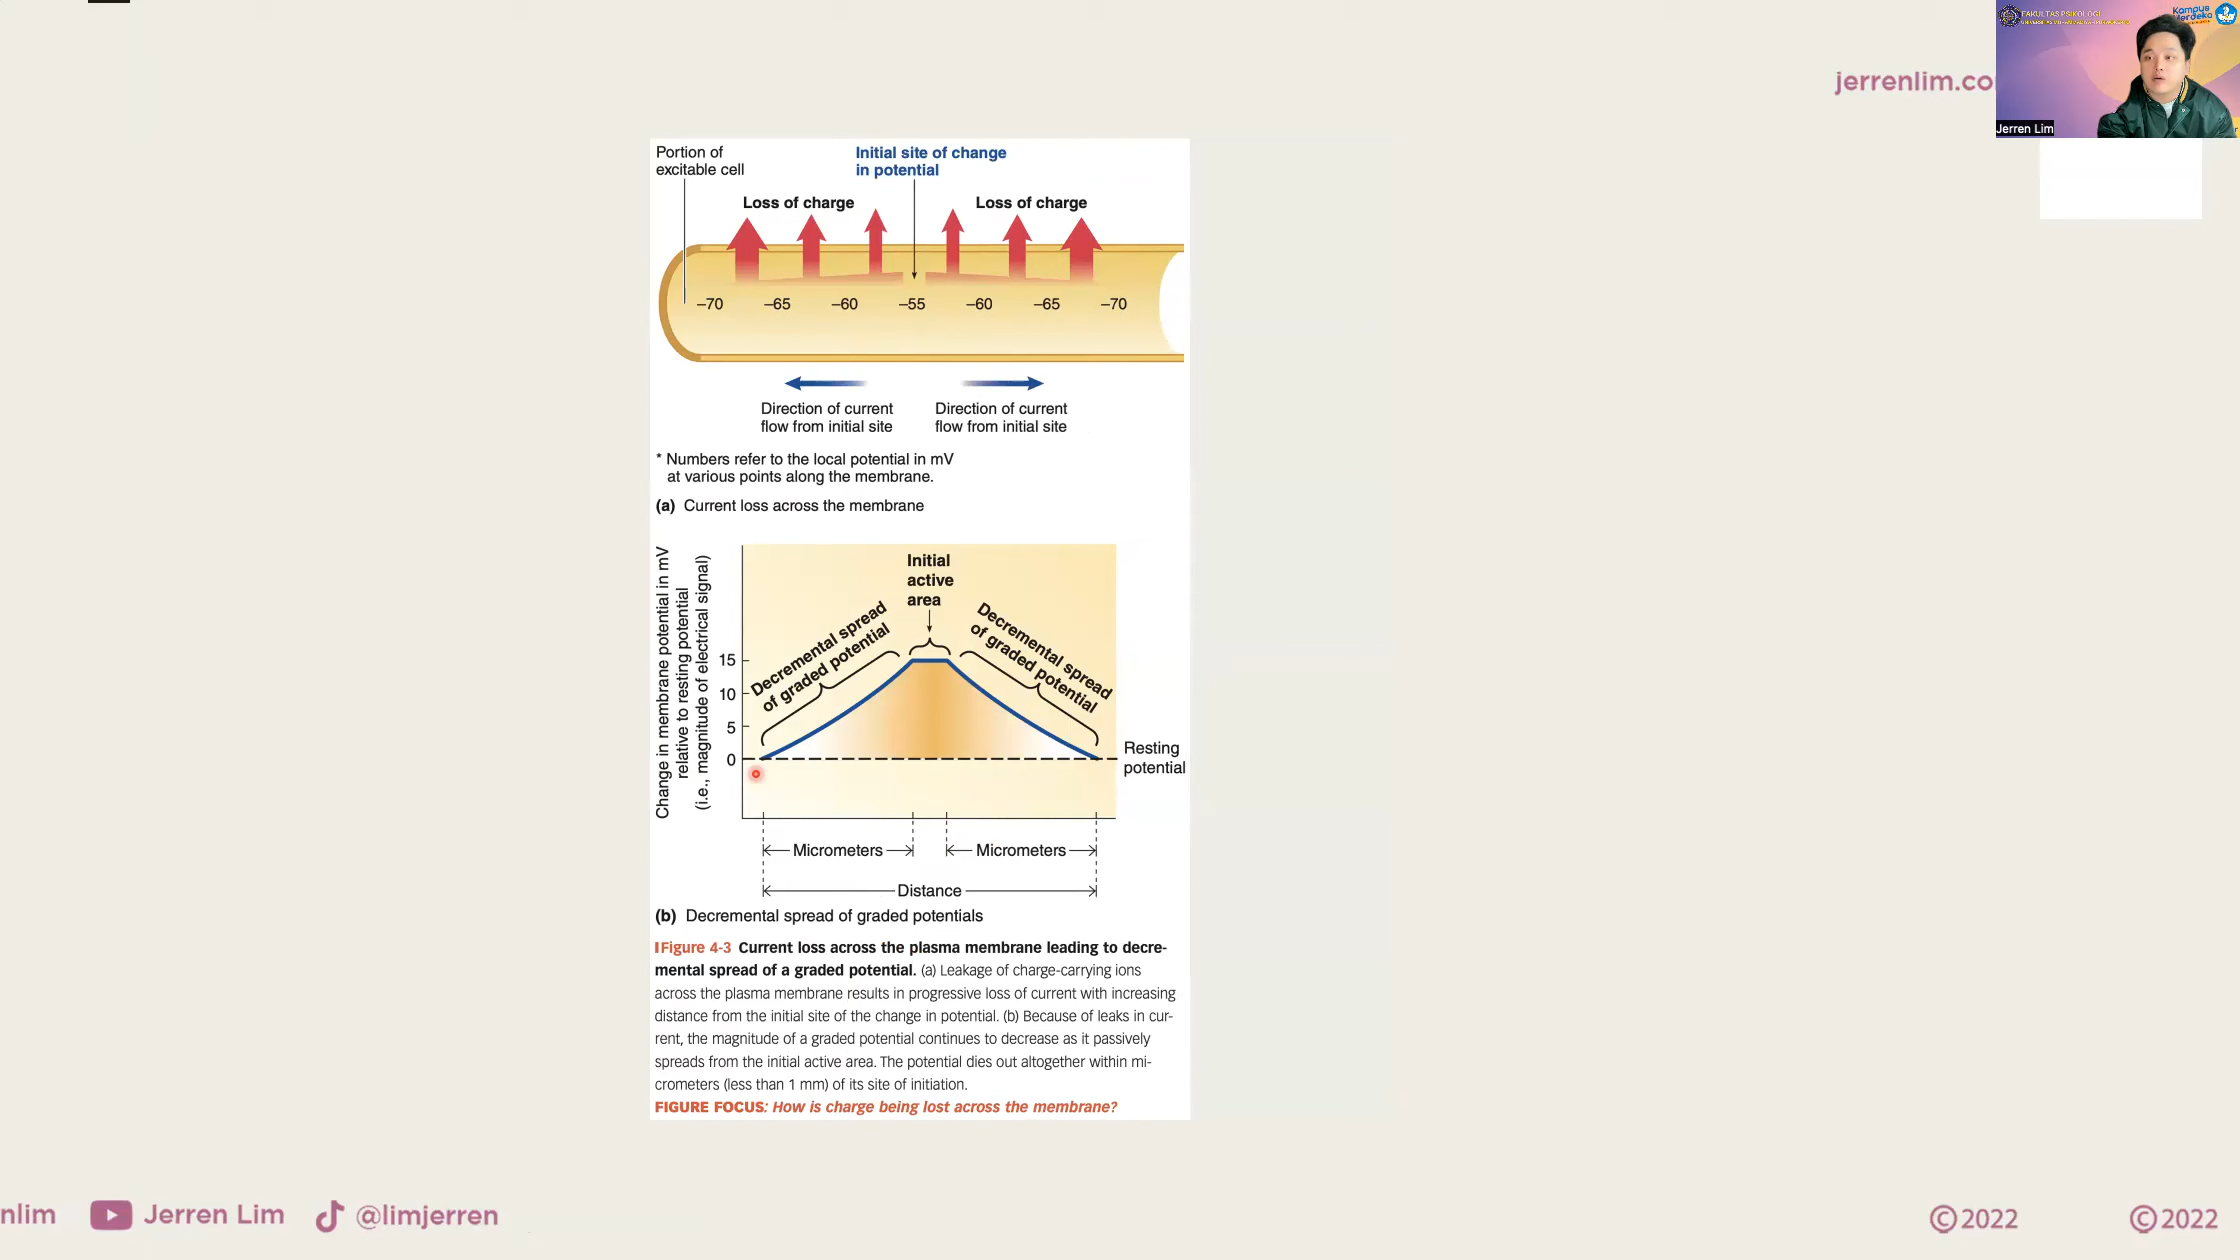 FAKULTAS PSIKOLOGI
Kampus
Merdeka
jerrenlim.co
Jerren Lim
Portion of
excitable cell
Initial site of change
in potential
Loss of charge
Loss of charge
–70 –65 –60 –55 –60 –65 –70
Direction of current
flow from initial site
Direction of current
flow from initial site
* Numbers refer to the local potential in mV
at various points along the membrane.
(a) Current loss across the membrane
Change in membrane potential in mV
relative to resting potential
(i.e., magnitude of electrical signal)
Initial
active
area
Decremental spread
of graded potential
Decremental spread
of graded potential
15
10
5
0
Resting
potential
Micrometers
Micrometers
Distance
(b) Decremental spread of graded potentials
Figure 4-3 Current loss across the plasma membrane leading to decre-
mental spread of a graded potential. (a) Leakage of charge-carrying ions
across the plasma membrane results in progressive loss of current with increasing
distance from the initial site of the change in potential. (b) Because of leaks in cur-
rent, the magnitude of a graded potential continues to decrease as it passively
spreads from the initial active area. The potential dies out altogether within mi-
crometers (less than 1 mm) of its site of initiation.
FIGURE FOCUS: How is charge being lost across the membrane?
nlim
Jerren Lim
@limjerren
©2022
©2022